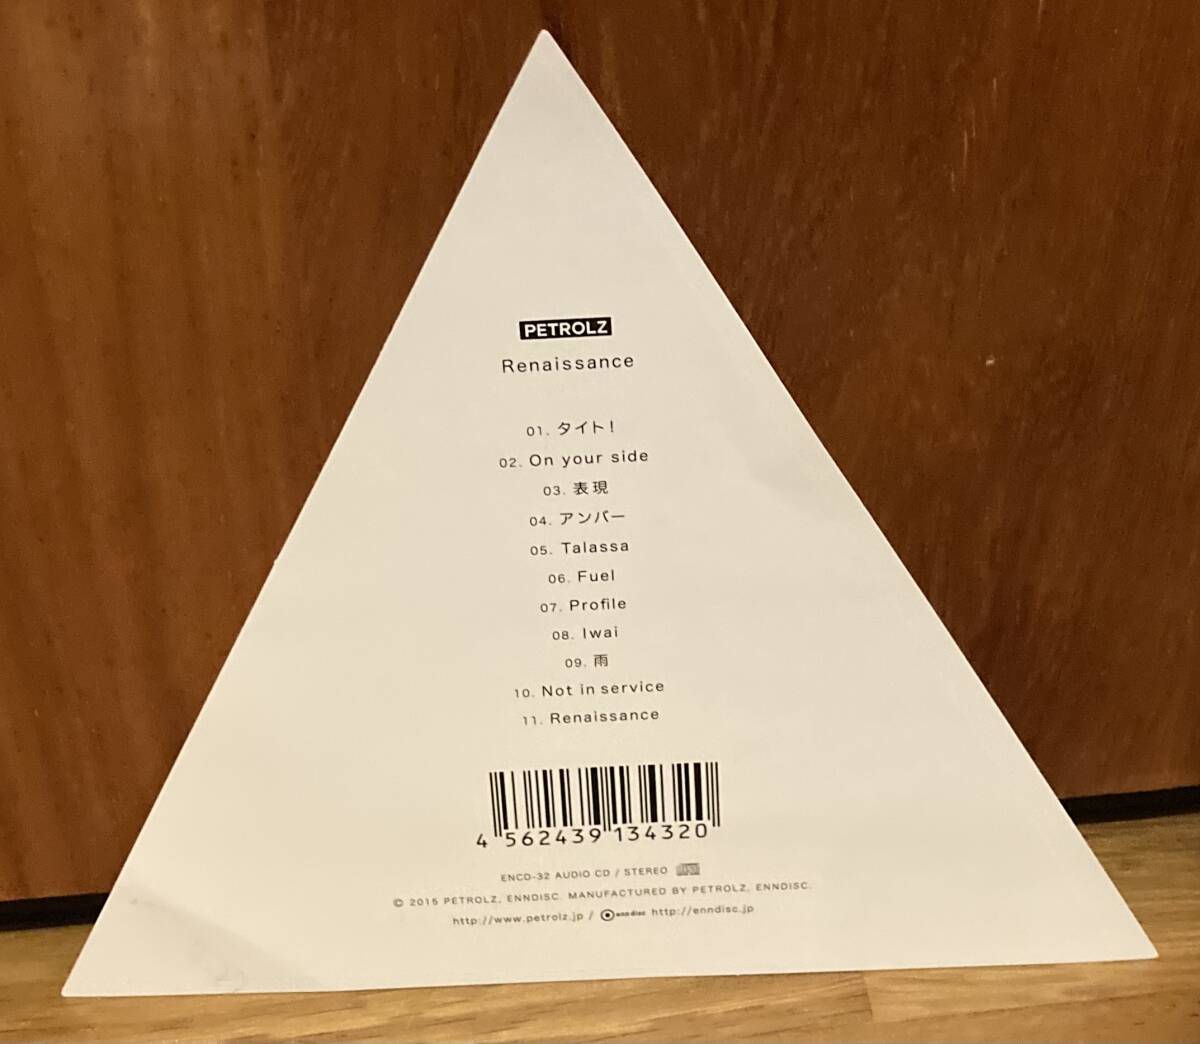 PETROLZ
Renaissance
01. タイト!
02. On your side
03. 表現
04. アンバー
05. Talassa
06. Fuel
07. Profile
08. Iwai
09. 雨
10. Not in service
11. Renaissance
4 562439 134320
ENCD-32 AUDIO CD / STEREO
© 2015 PETROLZ, ENNDISC. MANUFACTURED BY PETROLZ, ENNDISC.
http://www.petrolz.jp / enndisc http://enndisc.jp